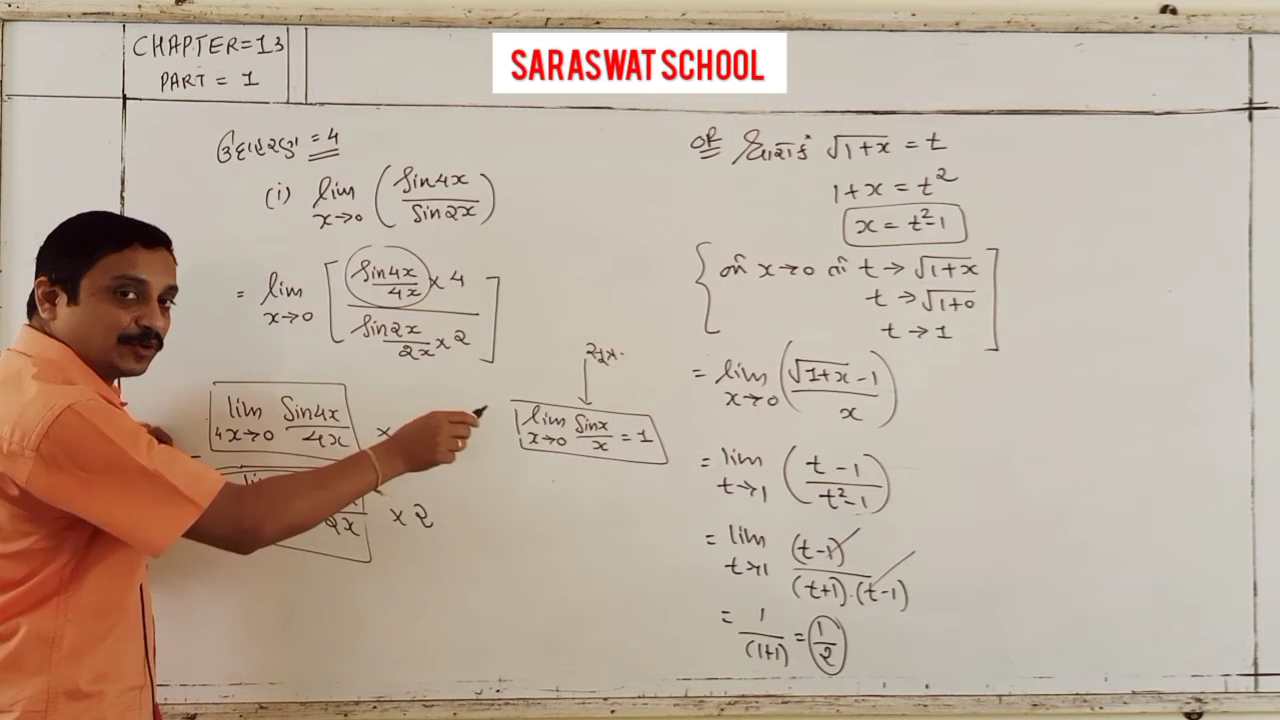 CHAPTER=13
PART = 1
SARASWAT SCHOOL
ઉદાહરણ = 4
(i) lim x→0 (Sin4x / Sin2x)
= lim x→0 [ (Sin4x / 4x × 4) / (Sin2x / 2x × 2) ]
lim 4x→0 Sin4x / 4x ×
2x × 2
સૂત્ર.
lim x→0 Sinx / x = 1
OR ધારોકે √1+x = t
1+x = t²
x = t²-1
જો x→0 તો t → √1+x
t → √1+0
t → 1
= lim x→0 (√1+x - 1 / x)
= lim t→1 (t-1 / t²-1)
= lim t→1 (t-1) / (t+1).(t-1)
= 1 / (1+1) = 1/2